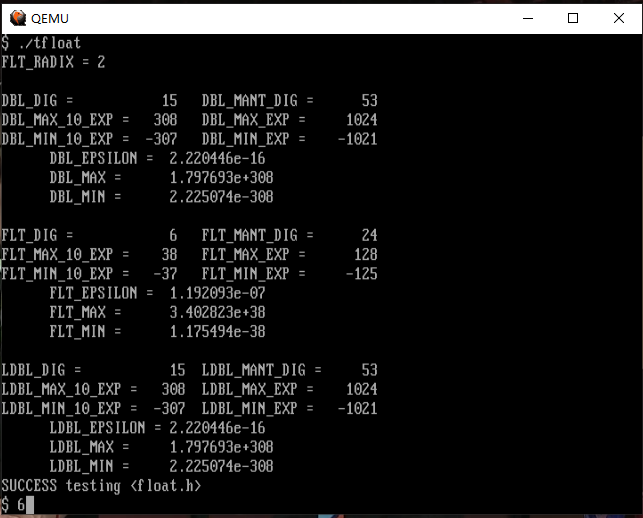 QEMU
$ ./tfloat
FLT_RADIX = 2
DBL_DIG =           15   DBL_MANT_DIG =      53
DBL_MAX_10_EXP =   308   DBL_MAX_EXP =     1024
DBL_MIN_10_EXP =  -307   DBL_MIN_EXP =    -1021
      DBL_EPSILON =  2.220446e-16
      DBL_MAX =      1.797693e+308
      DBL_MIN =      2.225074e-308
FLT_DIG =            6   FLT_MANT_DIG =      24
FLT_MAX_10_EXP =    38   FLT_MAX_EXP =      128
FLT_MIN_10_EXP =   -37   FLT_MIN_EXP =     -125
      FLT_EPSILON =  1.192093e-07
      FLT_MAX =      3.402823e+38
      FLT_MIN =      1.175494e-38
LDBL_DIG =           15  LDBL_MANT_DIG =     53
LDBL_MAX_10_EXP =   308  LDBL_MAX_EXP =    1024
LDBL_MIN_10_EXP =  -307  LDBL_MIN_EXP =   -1021
      LDBL_EPSILON = 2.220446e-16
      LDBL_MAX =     1.797693e+308
      LDBL_MIN =     2.225074e-308
SUCCESS testing <float.h>
$ 6